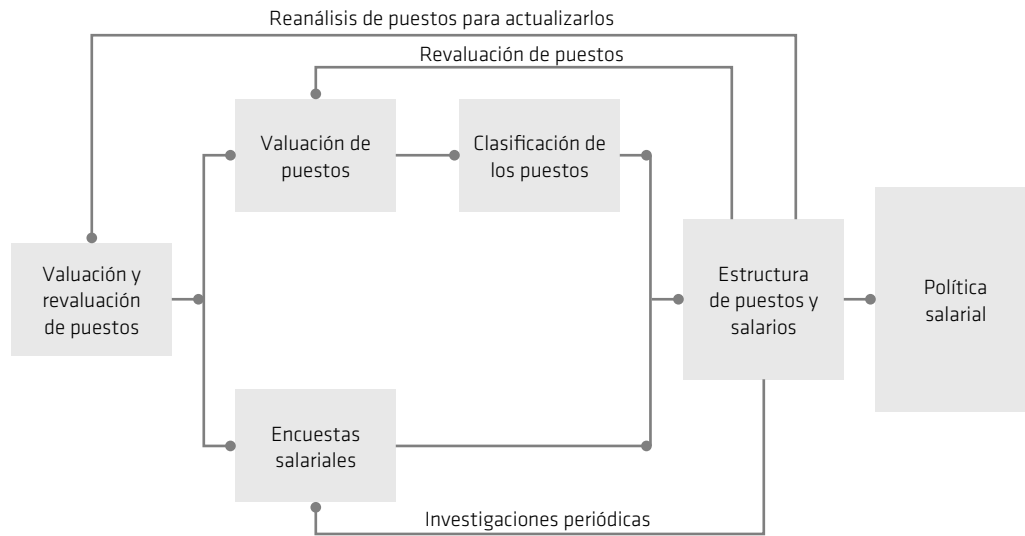 Reanálisis de puestos para actualizarlos
Revaluación de puestos
Valuación de
puestos
Clasificación de
los puestos
Valuación y
revaluación
de puestos
Estructura
de puestos y
salarios
Política
salarial
Encuestas
salariales
Investigaciones periódicas